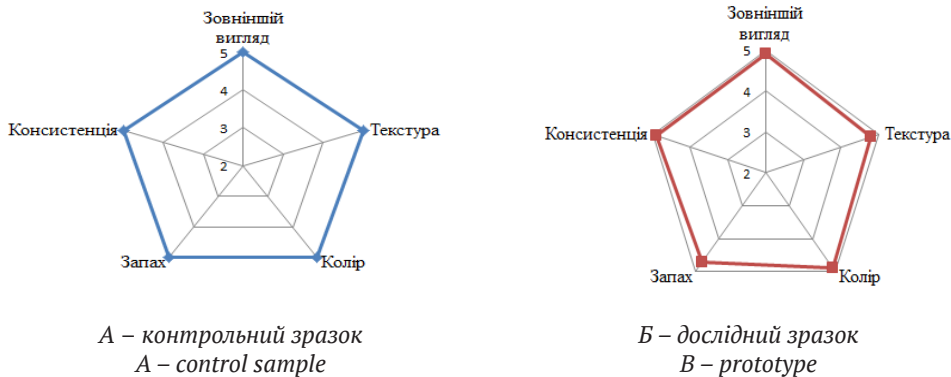 Зовнішній
вигляд
5
4
3
2
Консистенція
Текстура
Запах
Колір
А – контрольний зразок
A – control sample
Зовнішній
вигляд
5
4
3
2
Консистенція
Текстура
Запах
Колір
Б – дослідний зразок
B – prototype